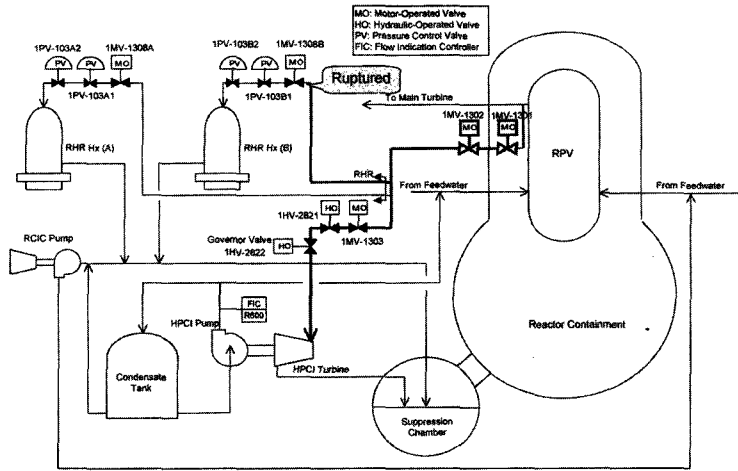 MO: Motor-Operated Valve
HO: Hydraulic-Operated Valve
PV: Pressure Control Valve
FIC: Flow Indication Controller
1PV-103A2
1MV-1308A
1PV-103B2
1MV-1308B
PV
PV
MO
PV
PV
MO
Ruptured
1PV-103A1
1PV-103B1
To Main Turbine
1MV-1302
1MV-1301
MO
MO
RHR Hx (A)
RHR Hx (B)
RPV
RHR
From Feedwater
From Feedwater
1HV-2821
HO
MO
RCIC Pump
Governor Valve
1HV-2822
HO
1MV-1303
FIC
R600
HPCI Pump
Reactor Containment
Condensate
Tank
HPCI Turbine
Suppression
Chamber